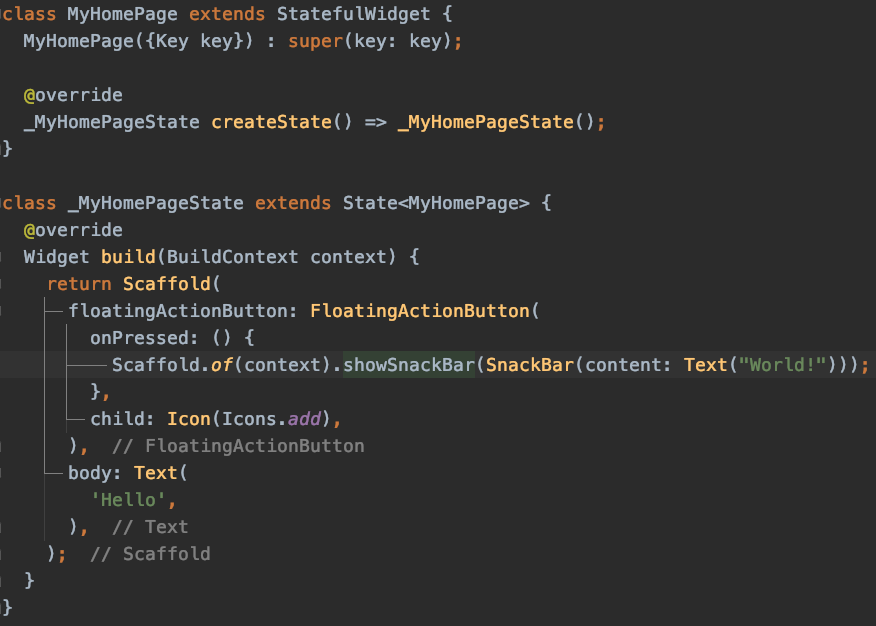 class MyHomePage extends StatefulWidget {
  MyHomePage({Key key}) : super(key: key);

  @override
  _MyHomePageState createState() => _MyHomePageState();
}

class _MyHomePageState extends State<MyHomePage> {
  @override
  Widget build(BuildContext context) {
    return Scaffold(
      floatingActionButton: FloatingActionButton(
        onPressed: () {
          Scaffold.of(context).showSnackBar(SnackBar(content: Text("World!")));
        },
        child: Icon(Icons.add),
      ), // FloatingActionButton
      body: Text(
        'Hello',
      ), // Text
    ); // Scaffold
  }
}